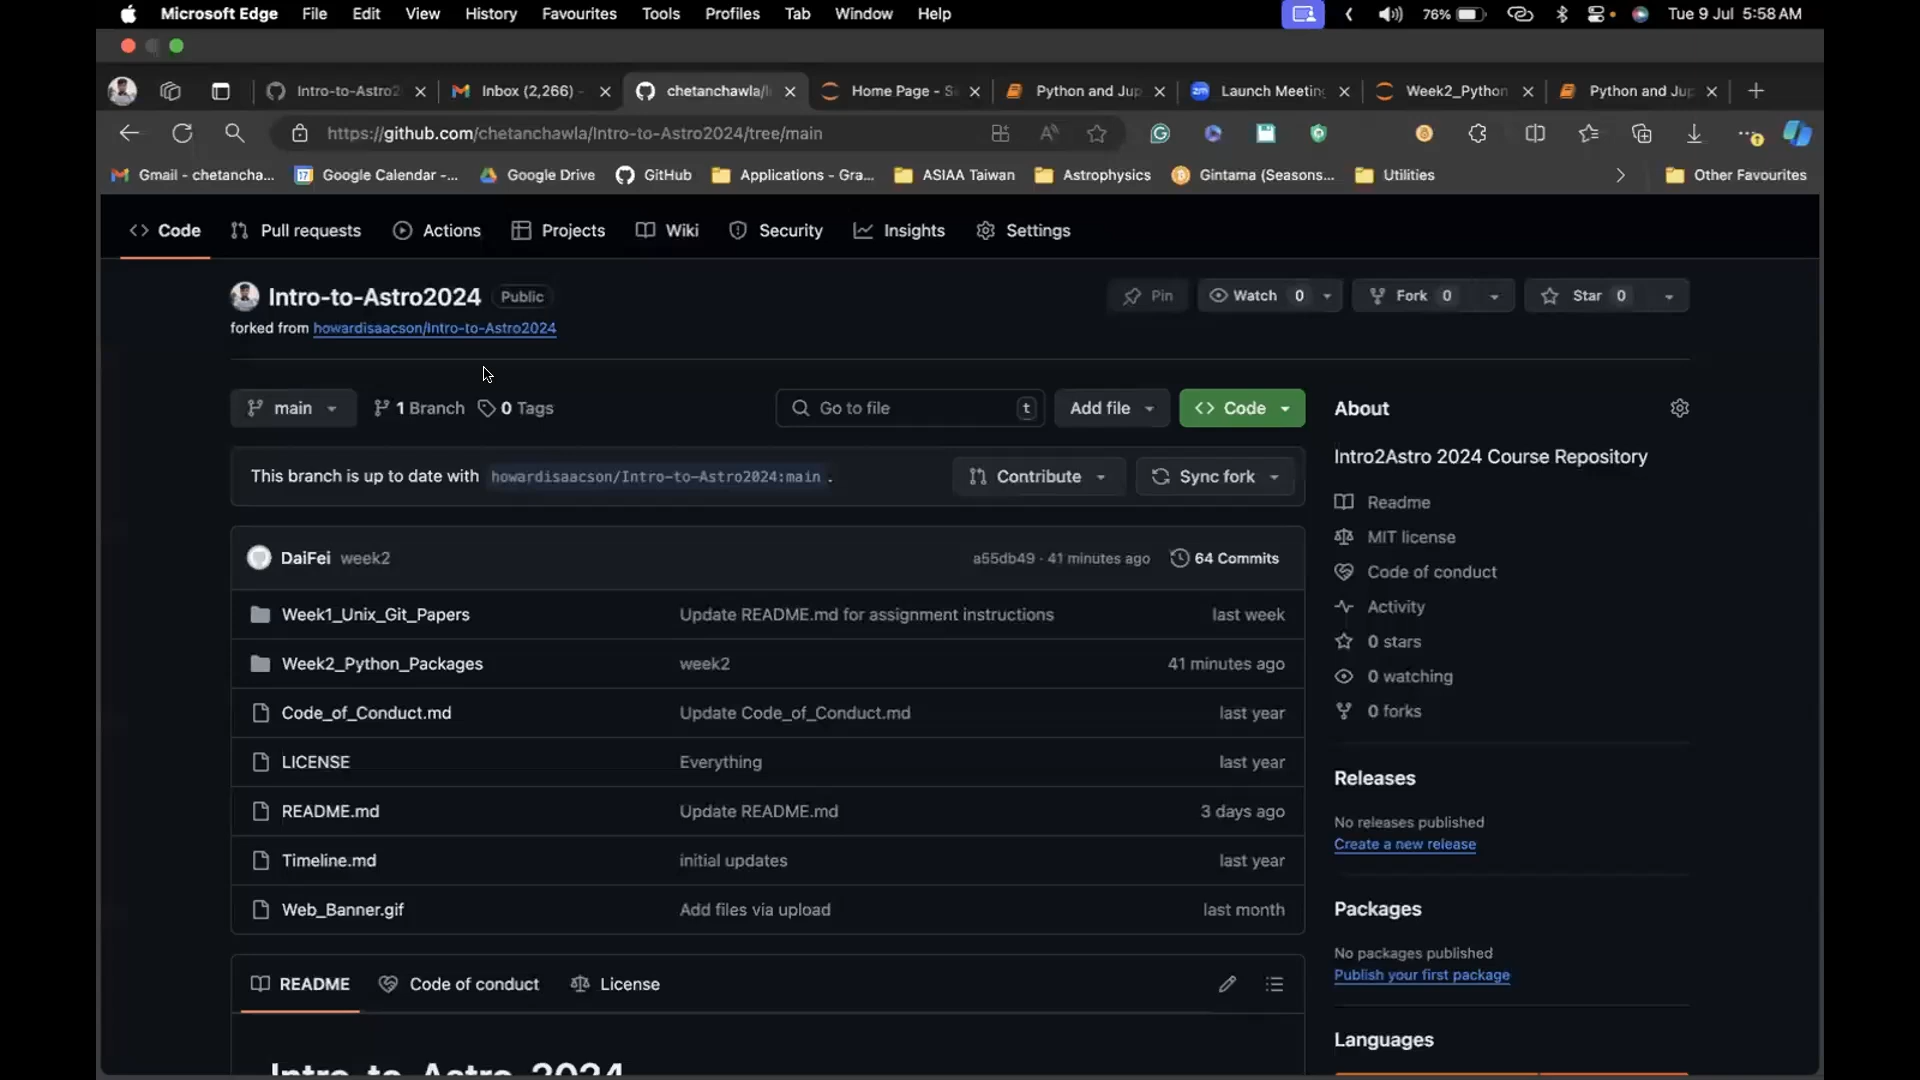 Microsoft Edge File Edit View History Favourites Tools Profiles Tab Window Help 76% Tue 9 Jul 5:58 AM
Intro-to-Astro2 Inbox (2,266) - chetanchawla/I Home Page - S Python and Jup Launch Meeting Week2_Python Python and Jup
https://github.com/chetanchawla/Intro-to-Astro2024/tree/main
Gmail - chetancha... Google Calendar -... Google Drive GitHub Applications - Gra... ASIAA Taiwan Astrophysics Gintama (Seasons... Utilities Other Favourites
Code Pull requests Actions Projects Wiki Security Insights Settings
Intro-to-Astro2024 Public Pin Watch 0 Fork 0 Star 0
forked from howardisaacson/Intro-to-Astro2024
main 1 Branch 0 Tags Go to file t Add file Code About
This branch is up to date with howardisaacson/Intro-to-Astro2024:main . Contribute Sync fork
Intro2Astro 2024 Course Repository
Readme
MIT license
Code of conduct
Activity
0 stars
0 watching
0 forks
DaiFei week2 a55db49 · 41 minutes ago 64 Commits
Week1_Unix_Git_Papers Update README.md for assignment instructions last week
Week2_Python_Packages week2 41 minutes ago
Code_of_Conduct.md Update Code_of_Conduct.md last year
LICENSE Everything last year
README.md Update README.md 3 days ago
Timeline.md initial updates last year
Web_Banner.gif Add files via upload last month
Releases
No releases published
Create a new release
Packages
No packages published
Publish your first package
Languages
README Code of conduct License
Intro-to-Astro-2024